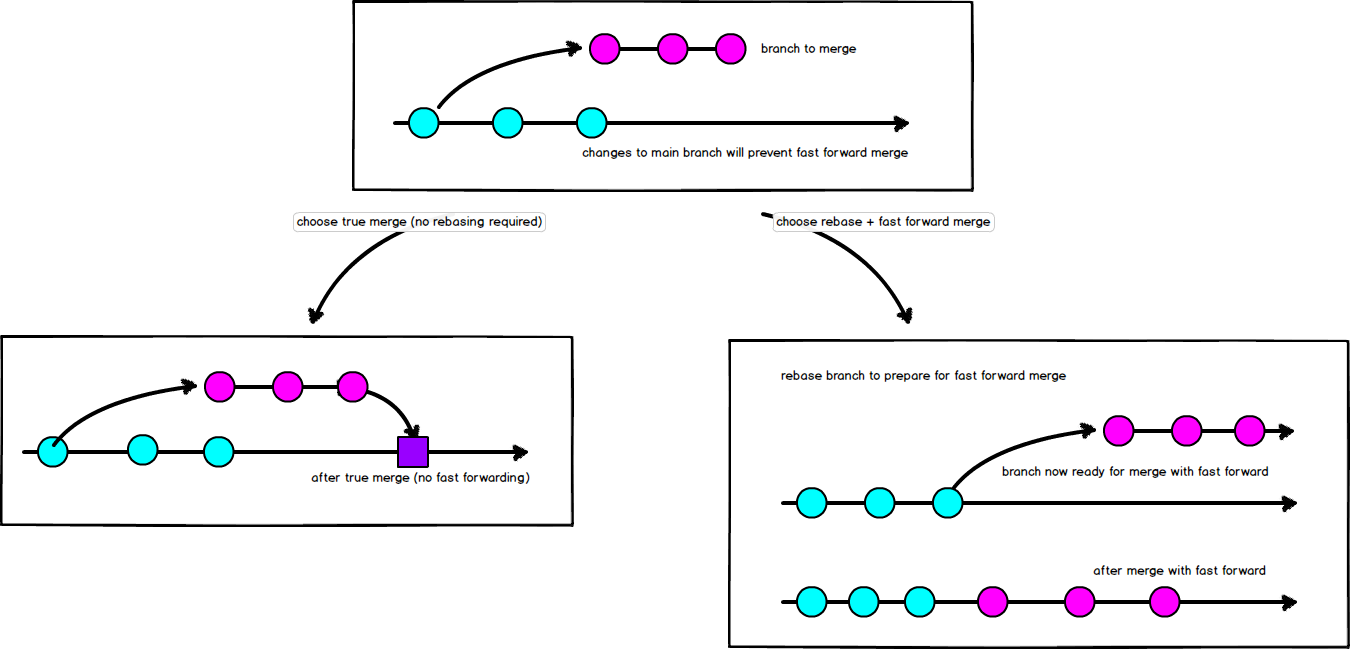 branch to merge
changes to main branch will prevent fast forward merge
choose true merge (no rebasing required)
choose rebase + fast forward merge
after true merge (no fast forwarding)
rebase branch to prepare for fast forward merge
branch now ready for merge with fast forward
after merge with fast forward